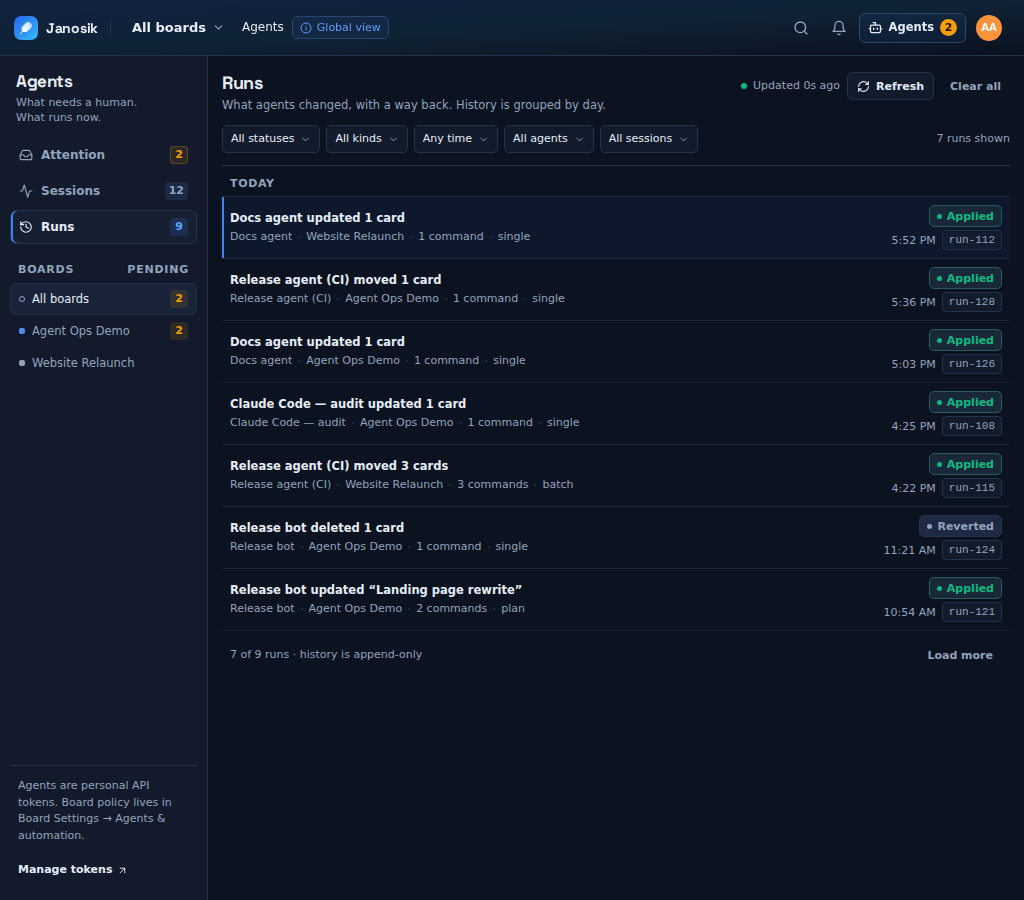 Janosik
All boards
Agents
Global view
Agents 2
AA
Agents
What needs a human.
What runs now.
Attention 2
Sessions 12
Runs 9
BOARDS PENDING
All boards 2
Agent Ops Demo 2
Website Relaunch
Agents are personal API
tokens. Board policy lives in
Board Settings → Agents &
automation.
Manage tokens
Runs
What agents changed, with a way back. History is grouped by day.
Updated 0s ago
Refresh
Clear all
All statuses
All kinds
Any time
All agents
All sessions
7 runs shown
TODAY
Docs agent updated 1 card
Applied
Docs agent · Website Relaunch · 1 command · single
5:52 PM run-112
Release agent (CI) moved 1 card
Applied
Release agent (CI) · Agent Ops Demo · 1 command · single
5:36 PM run-128
Docs agent updated 1 card
Applied
Docs agent · Agent Ops Demo · 1 command · single
5:03 PM run-126
Claude Code — audit updated 1 card
Applied
Claude Code — audit · Agent Ops Demo · 1 command · single
4:25 PM run-108
Release agent (CI) moved 3 cards
Applied
Release agent (CI) · Website Relaunch · 3 commands · batch
4:22 PM run-115
Release bot deleted 1 card
Reverted
Release bot · Agent Ops Demo · 1 command · single
11:21 AM run-124
Release bot updated “Landing page rewrite”
Applied
Release bot · Agent Ops Demo · 2 commands · plan
10:54 AM run-121
7 of 9 runs · history is append-only
Load more